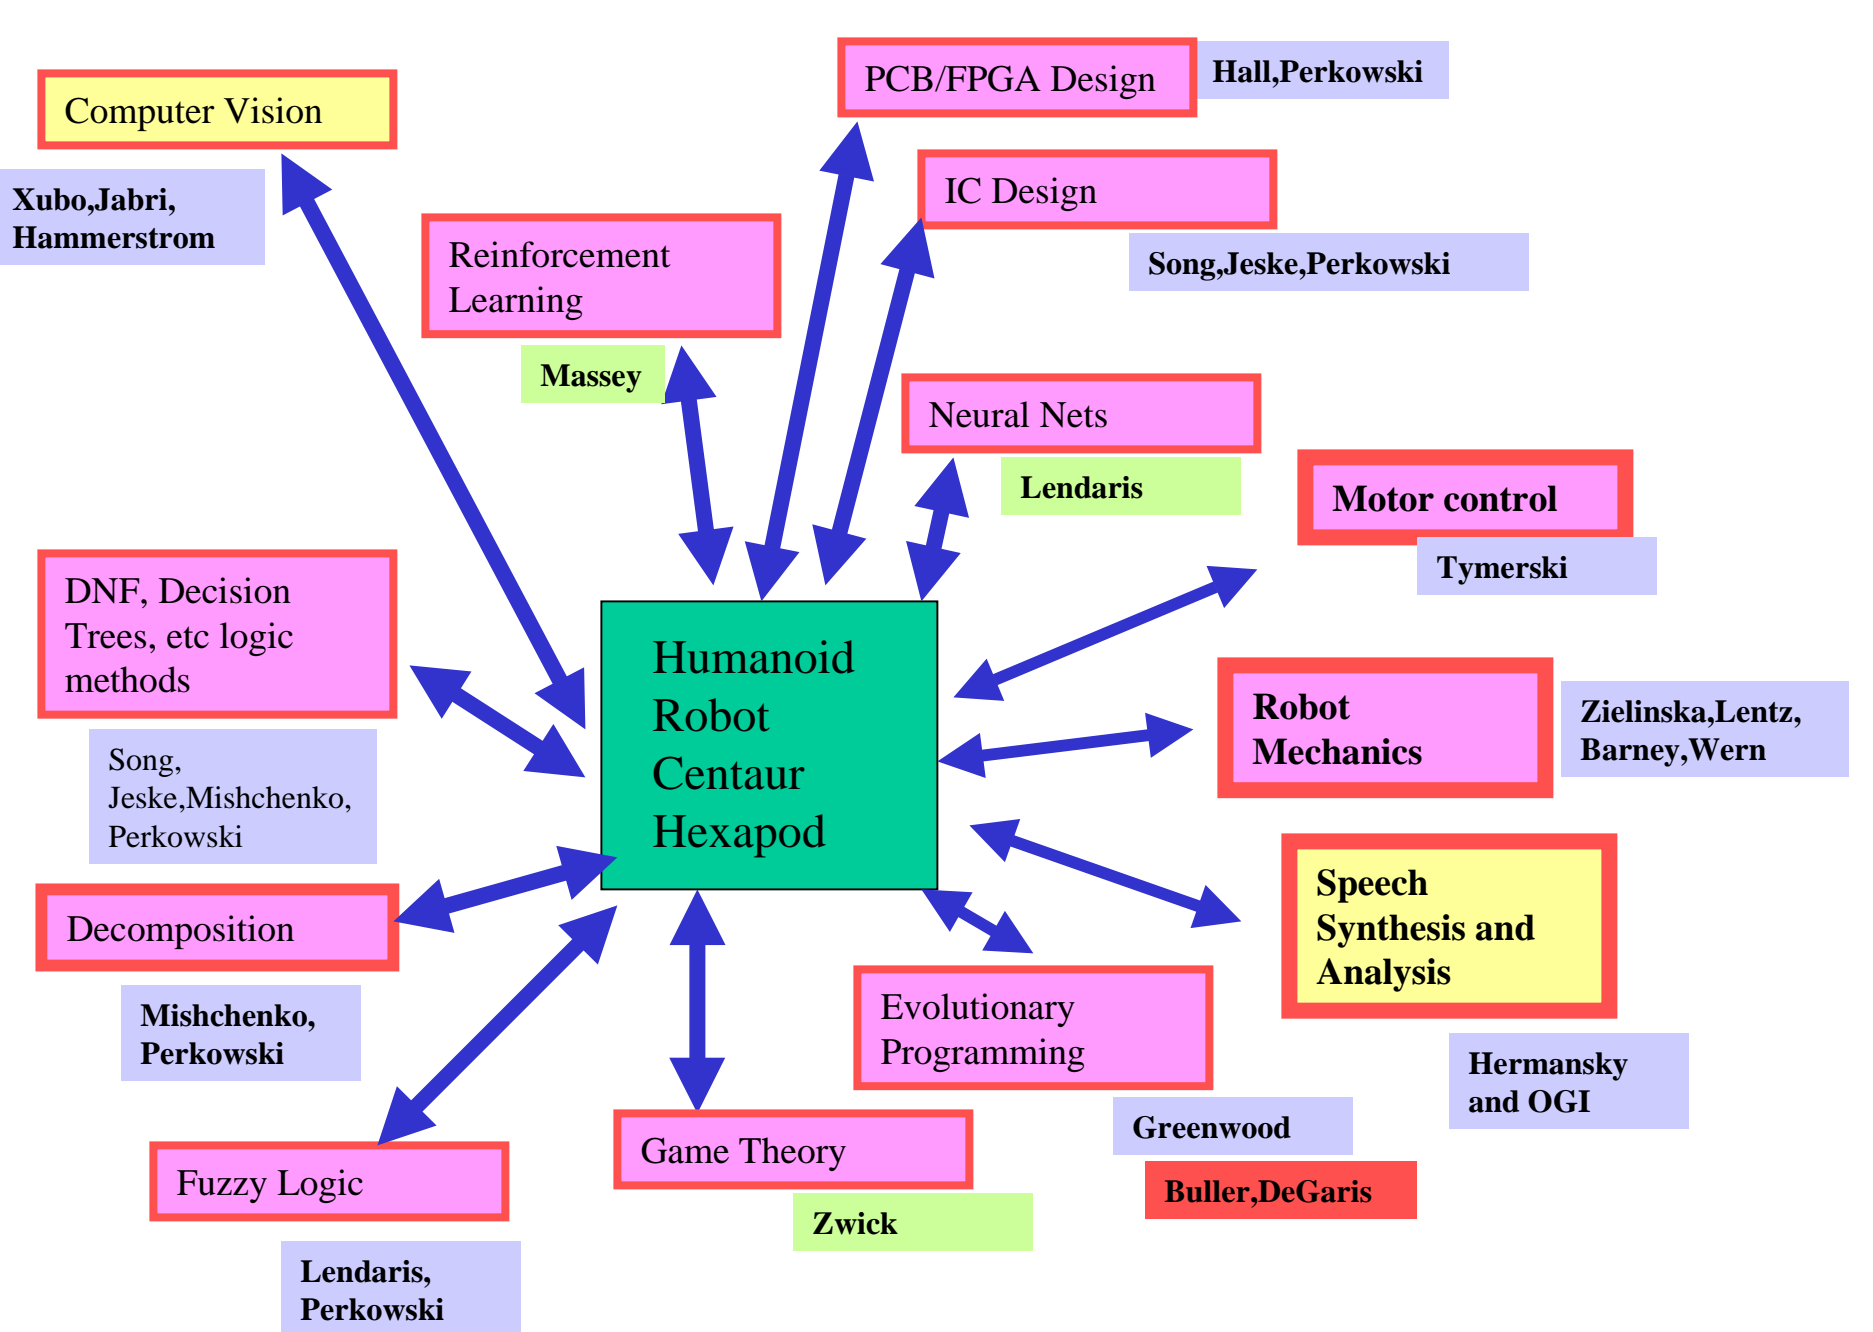 PCB/FPGA Design
Hall,Perkowski
Computer Vision
Xubo,Jabri,
Hammerstrom
IC Design
Song,Jeske,Perkowski
Reinforcement
Learning
Massey
Neural Nets
Lendaris
Motor control
Tymerski
DNF, Decision
Trees, etc logic
methods
Song,
Jeske,Mishchenko,
Perkowski
Humanoid
Robot
Centaur
Hexapod
Robot
Mechanics
Zielinska,Lentz,
Barney,Wern
Speech
Synthesis and
Analysis
Hermansky
and OGI
Decomposition
Mishchenko,
Perkowski
Evolutionary
Programming
Greenwood
Buller,DeGaris
Game Theory
Zwick
Fuzzy Logic
Lendaris,
Perkowski